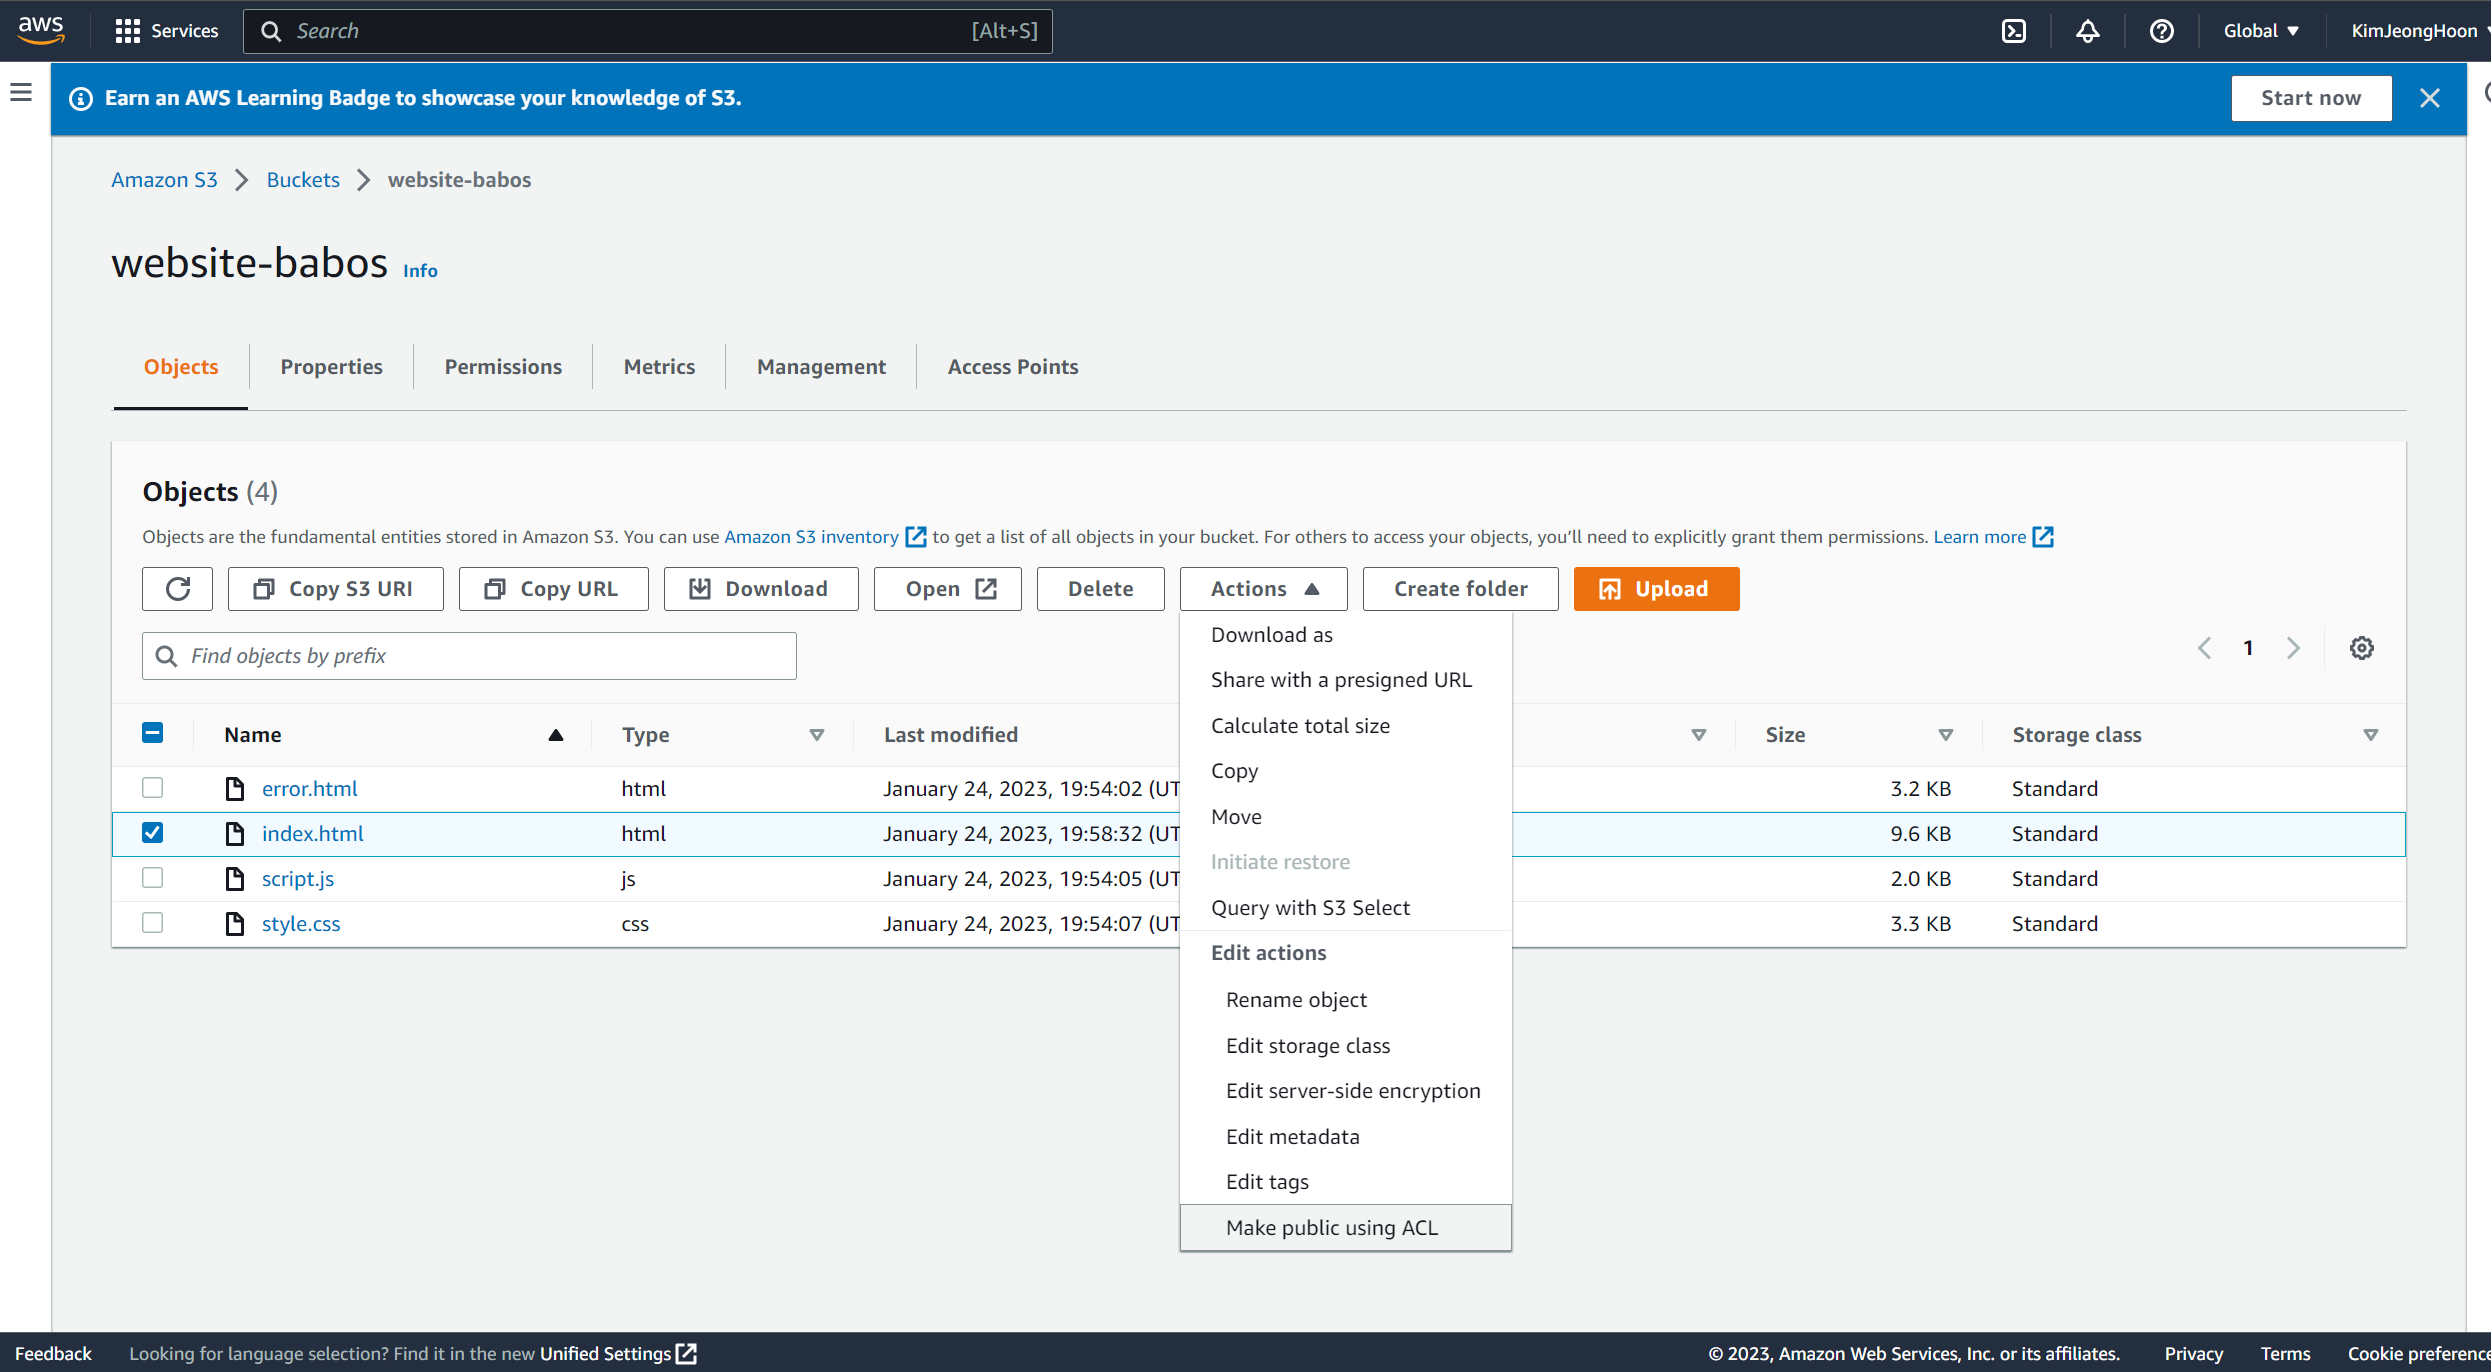 aws Services Search [Alt+S] Global KimJeongHoon
Earn an AWS Learning Badge to showcase your knowledge of S3. Start now
Amazon S3 Buckets website-babos
website-babos Info
Objects Properties Permissions Metrics Management Access Points
Objects (4)
Objects are the fundamental entities stored in Amazon S3. You can use Amazon S3 inventory to get a list of all objects in your bucket. For others to access your objects, you'll need to explicitly grant them permissions. Learn more
Copy S3 URI Copy URL Download Open Delete Actions Create folder Upload
Find objects by prefix 1
Name Type Last modified Size Storage class
error.html html January 24, 2023, 19:54:02 (UT 3.2 KB Standard
index.html html January 24, 2023, 19:58:32 (UT 9.6 KB Standard
script.js js January 24, 2023, 19:54:05 (UT 2.0 KB Standard
style.css css January 24, 2023, 19:54:07 (UT 3.3 KB Standard
Download as
Share with a presigned URL
Calculate total size
Copy
Move
Initiate restore
Query with S3 Select
Edit actions
Rename object
Edit storage class
Edit server-side encryption
Edit metadata
Edit tags
Make public using ACL
Feedback Looking for language selection? Find it in the new Unified Settings © 2023, Amazon Web Services, Inc. or its affiliates. Privacy Terms Cookie preference